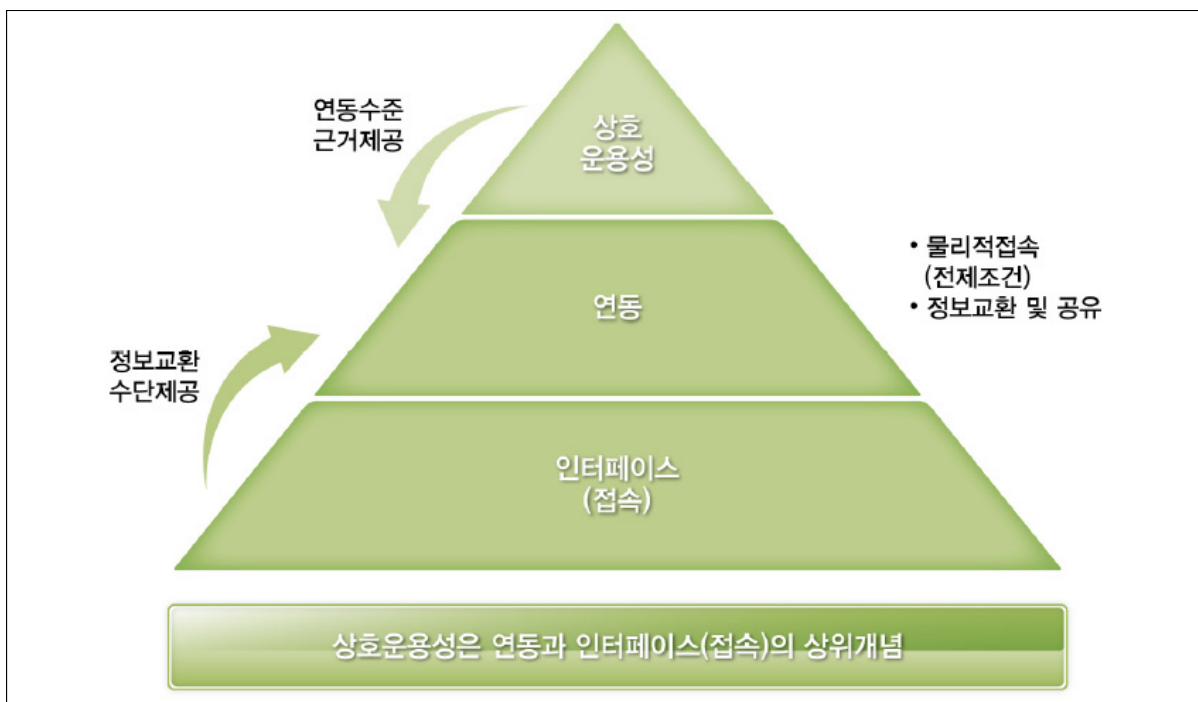 연동수준
근거제공
상호
운용성
• 물리적접속
(전제조건)
• 정보교환 및 공유
연동
정보교환
수단제공
인터페이스
(접속)
상호운용성은 연동과 인터페이스(접속)의 상위개념